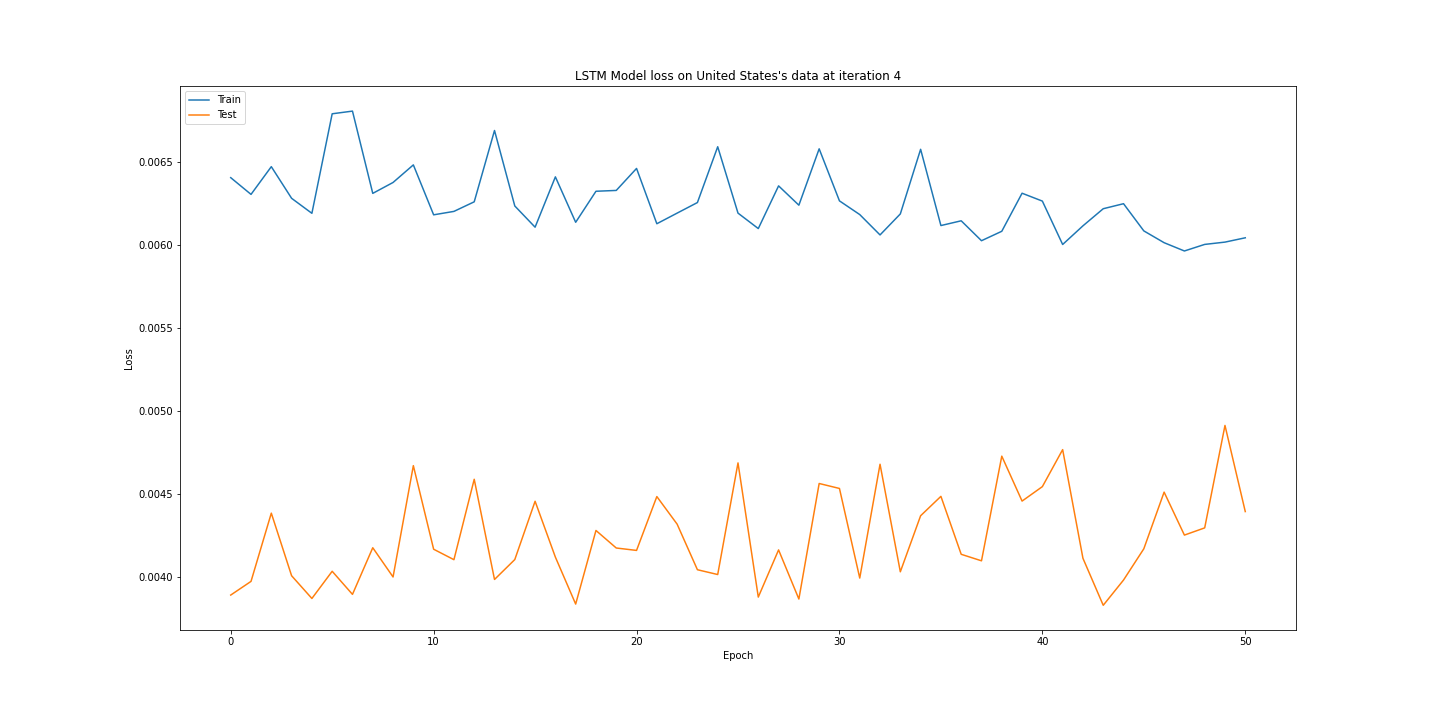 LSTM Model loss on United States's data at iteration 4
Train
Test
0.0065
0.0060
0.0055
0.0050
0.0045
0.0040
Loss
0 10 20 30 40 50
Epoch